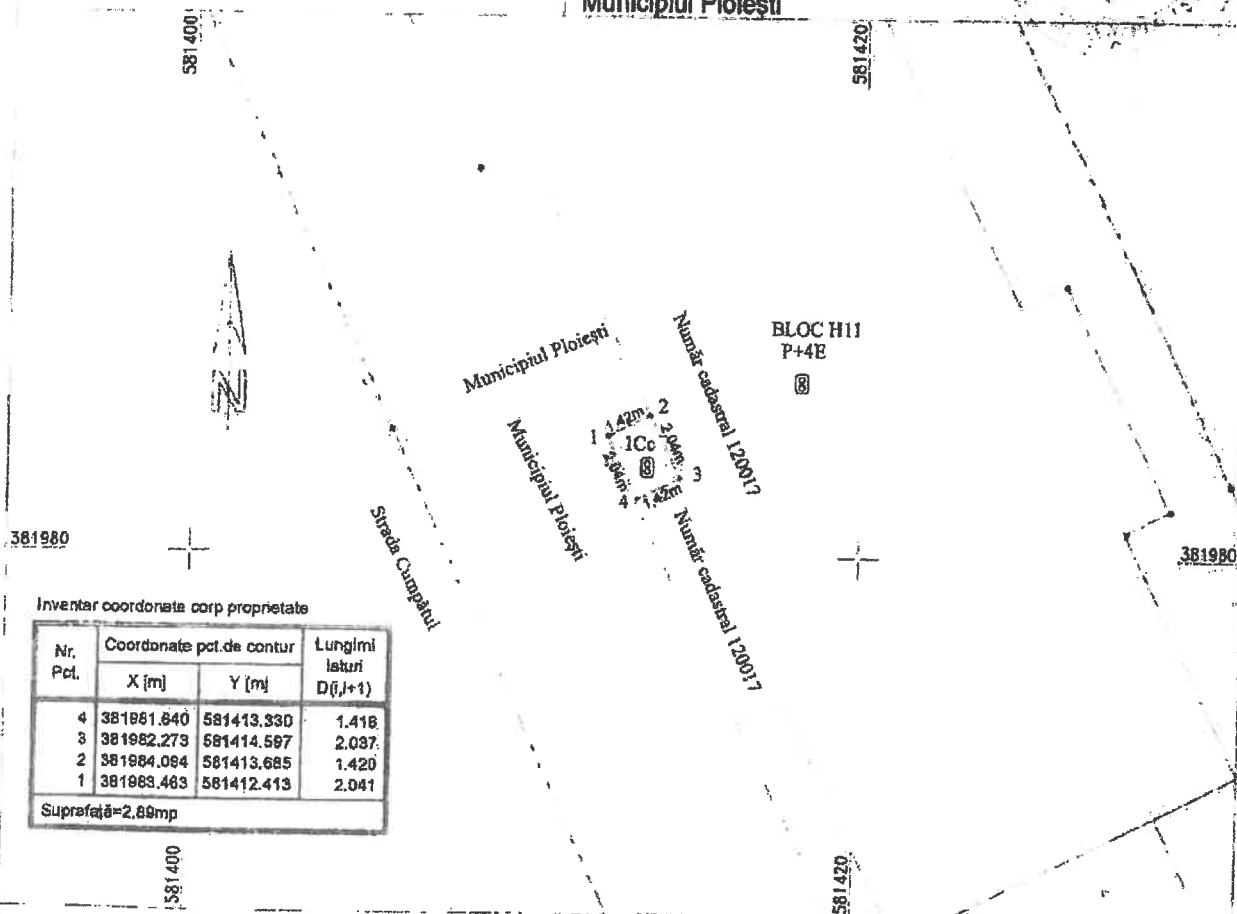 Municipiul Ploiești
581400
581420
BLOC H11
P+4E
8
Municipiul Ploiești
Număr cadastral 120017
1,42m
2
1
1Cc
2,04m
8
2,04m
3
4
1,42m
Municipiul Ploiești
Strada Cumpătul
Număr cadastral 120017
N
381980
381980
Inventar coordonate corp proprietate
Nr. Pct.
Coordonate pct.de contur
Lungimi laturi D(i,i+1)
X [m]
Y [m]
4 381981.640 581413.330 1.416
3 381982.273 581414.597 2.037
2 381984.094 581413.685 1.420
1 381983.463 581412.413 2.041
Suprafață=2.89mp
581400
581420